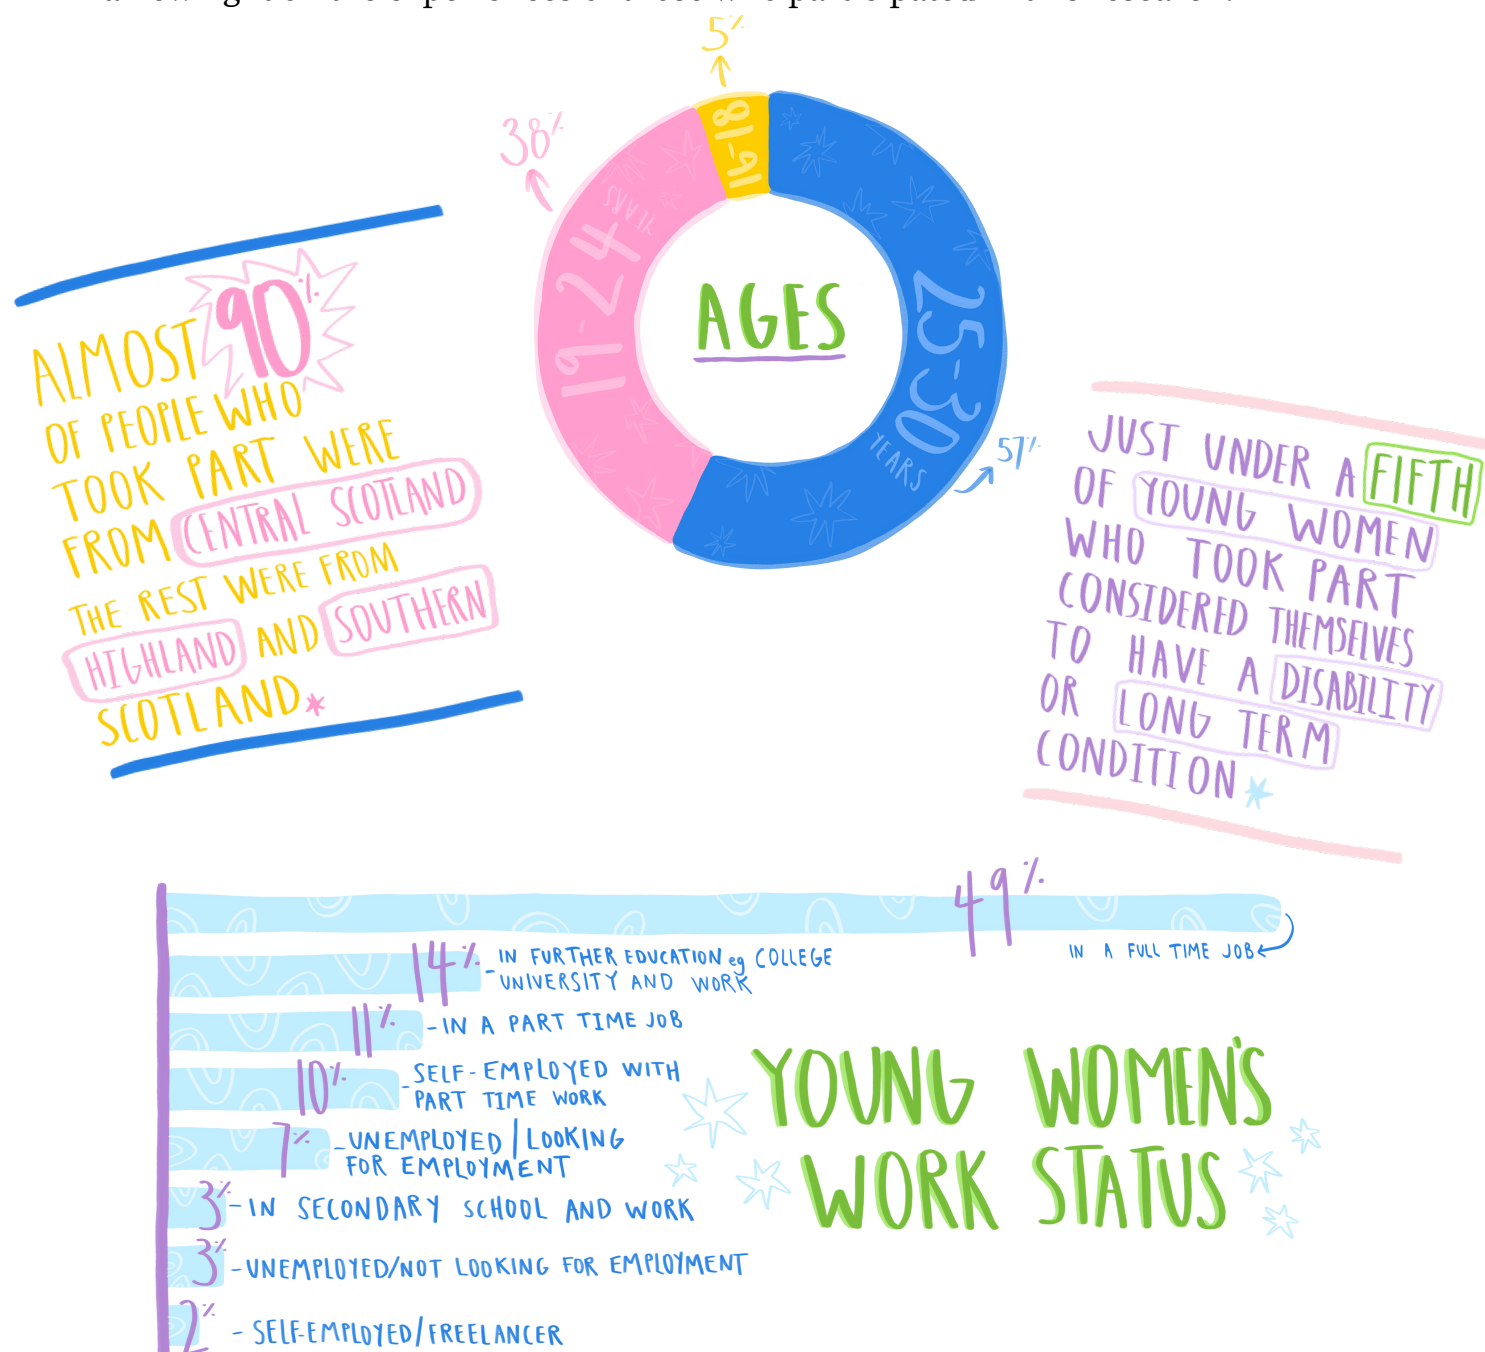 5%
38%
16-18
19-24
YEARS
25-30
YEARS
57%
AGES
ALMOST 90%
OF PEOPLE WHO
TOOK PART WERE
FROM CENTRAL SCOTLAND
THE REST WERE FROM
HIGHLAND AND SOUTHERN
SCOTLAND*
JUST UNDER A FIFTH
OF YOUNG WOMEN
WHO TOOK PART
CONSIDERED THEMSELVES
TO HAVE A DISABILITY
OR LONG TERM
CONDITION*
49%
IN A FULL TIME JOB
14% - IN FURTHER EDUCATION eg COLLEGE
UNIVERSITY AND WORK
11% - IN A PART TIME JOB
10% - SELF-EMPLOYED WITH
PART TIME WORK
7% - UNEMPLOYED/LOOKING
FOR EMPLOYMENT
3% - IN SECONDARY SCHOOL AND WORK
3% - UNEMPLOYED/NOT LOOKING FOR EMPLOYMENT
2% - SELF-EMPLOYED/FREELANCER
YOUNG WOMEN'S
WORK STATUS